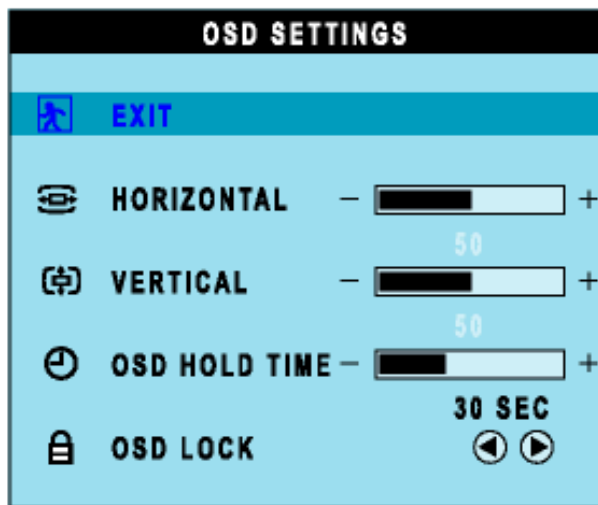 OSD SETTINGS
EXIT
HORIZONTAL - +
50
VERTICAL - +
50
OSD HOLD TIME - +
30 SEC
OSD LOCK